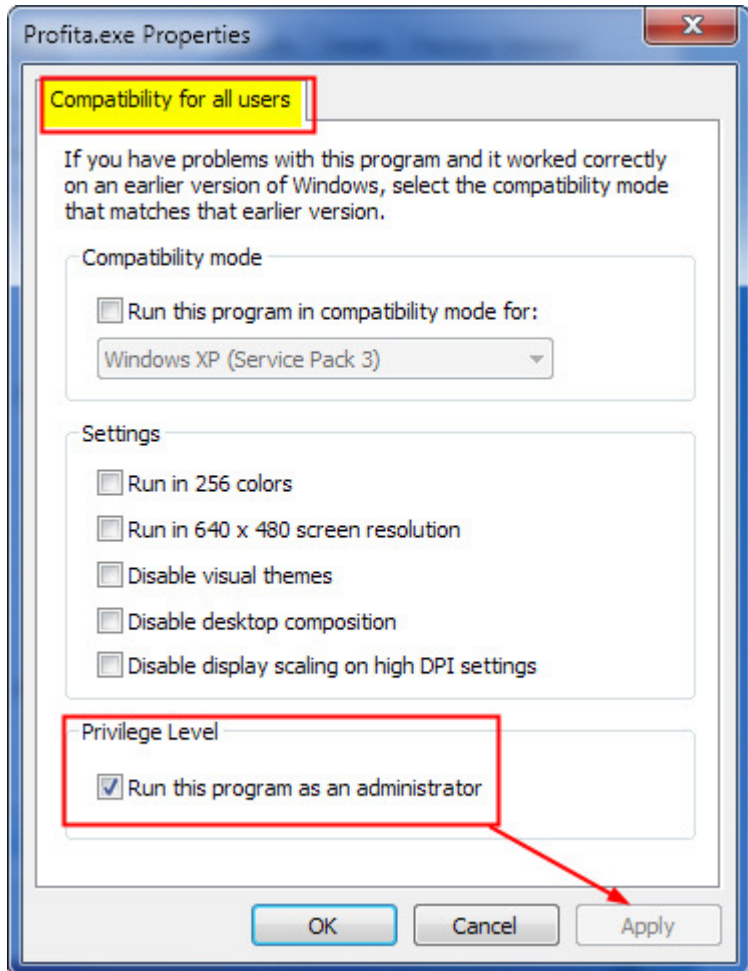 Profita.exe Properties
Compatibility for all users
If you have problems with this program and it worked correctly
on an earlier version of Windows, select the compatibility mode
that matches that earlier version.
Compatibility mode
Run this program in compatibility mode for:
Windows XP (Service Pack 3)
Settings
Run in 256 colors
Run in 640 x 480 screen resolution
Disable visual themes
Disable desktop composition
Disable display scaling on high DPI settings
Privilege Level
Run this program as an administrator
OK Cancel Apply